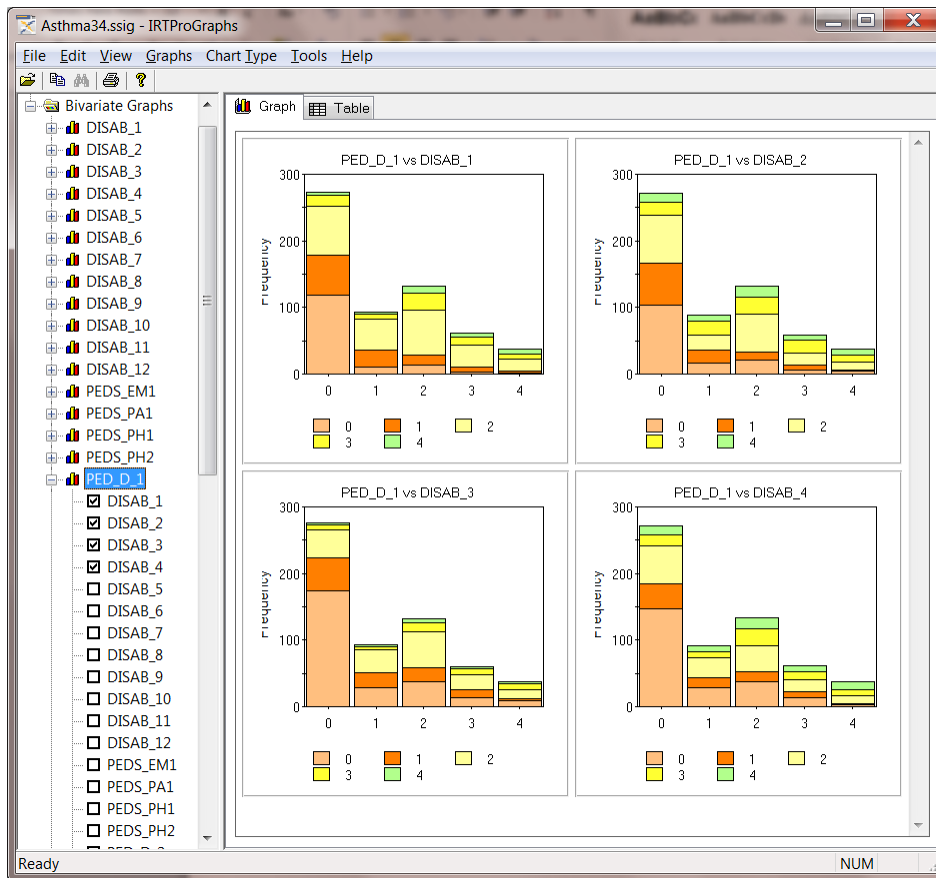 Asthma34.ssig - IRTProGraphs
File Edit View Graphs Chart Type Tools Help
Bivariate Graphs
DISAB_1
DISAB_2
DISAB_3
DISAB_4
DISAB_5
DISAB_6
DISAB_7
DISAB_8
DISAB_9
DISAB_10
DISAB_11
DISAB_12
PEDS_EM1
PEDS_PA1
PEDS_PH1
PEDS_PH2
PED_D_1
DISAB_1
DISAB_2
DISAB_3
DISAB_4
DISAB_5
DISAB_6
DISAB_7
DISAB_8
DISAB_9
DISAB_10
DISAB_11
DISAB_12
PEDS_EM1
PEDS_PA1
PEDS_PH1
PEDS_PH2
Graph Table
PED_D_1 vs DISAB_1
300
200
100
0
Frequency
0 1 2 3 4
0 1 2
3 4
PED_D_1 vs DISAB_2
300
200
100
0
Frequency
0 1 2 3 4
0 1 2
3 4
PED_D_1 vs DISAB_3
300
200
100
0
Frequency
0 1 2 3 4
0 1 2
3 4
PED_D_1 vs DISAB_4
300
200
100
0
Frequency
0 1 2 3 4
0 1 2
3 4
Ready NUM